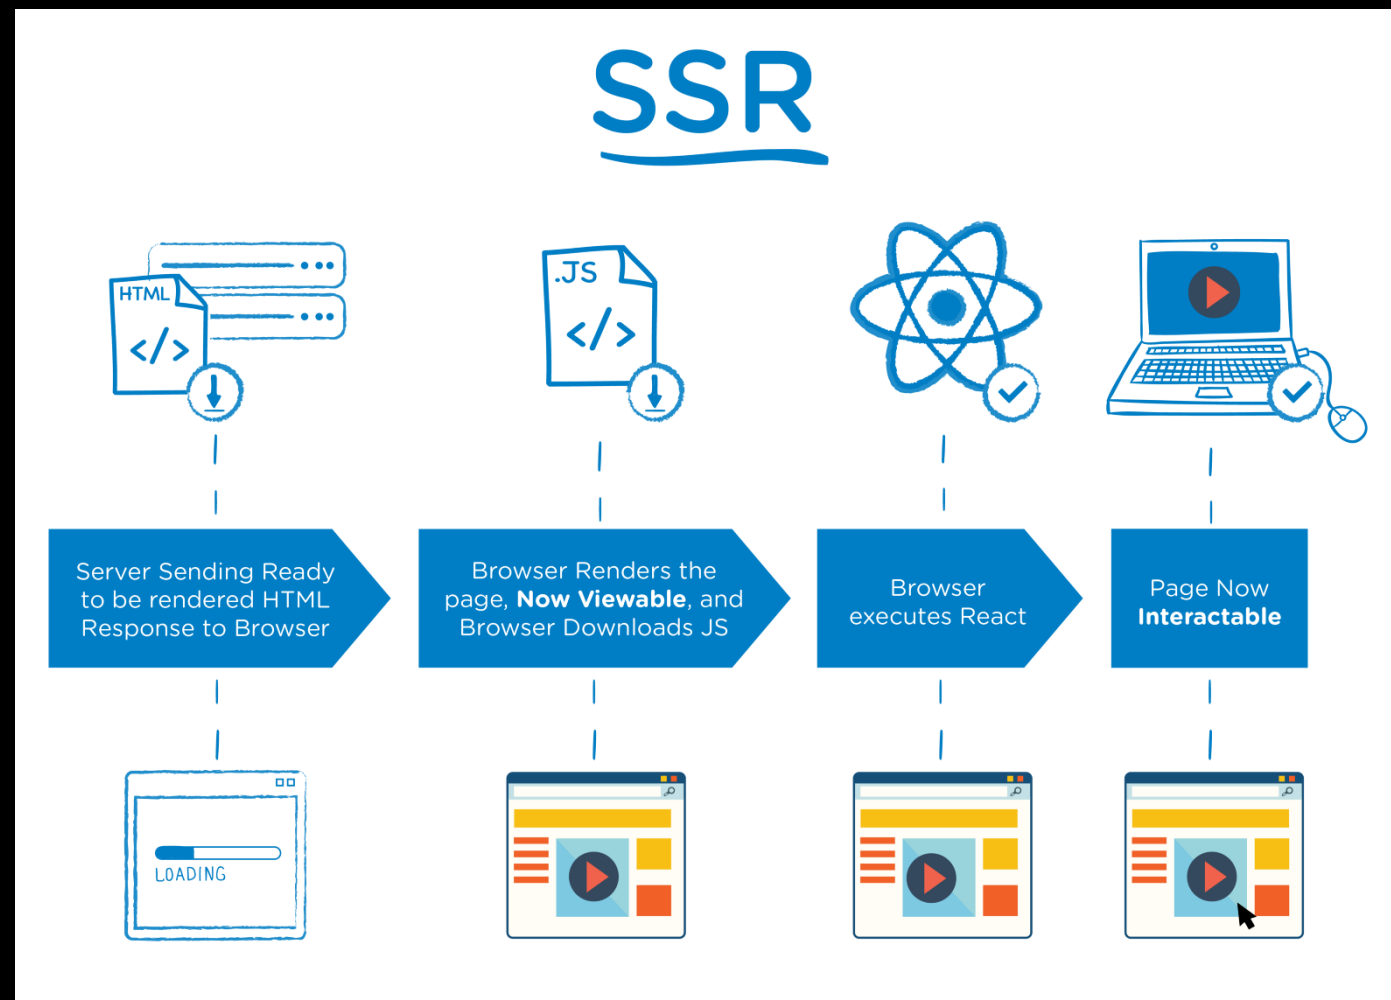 SSR
HTML
</>
.JS
</>
Server Sending Ready
to be rendered HTML
Response to Browser
Browser Renders the
page, Now Viewable, and
Browser Downloads JS
Browser
executes React
Page Now
Interactable
LOADING